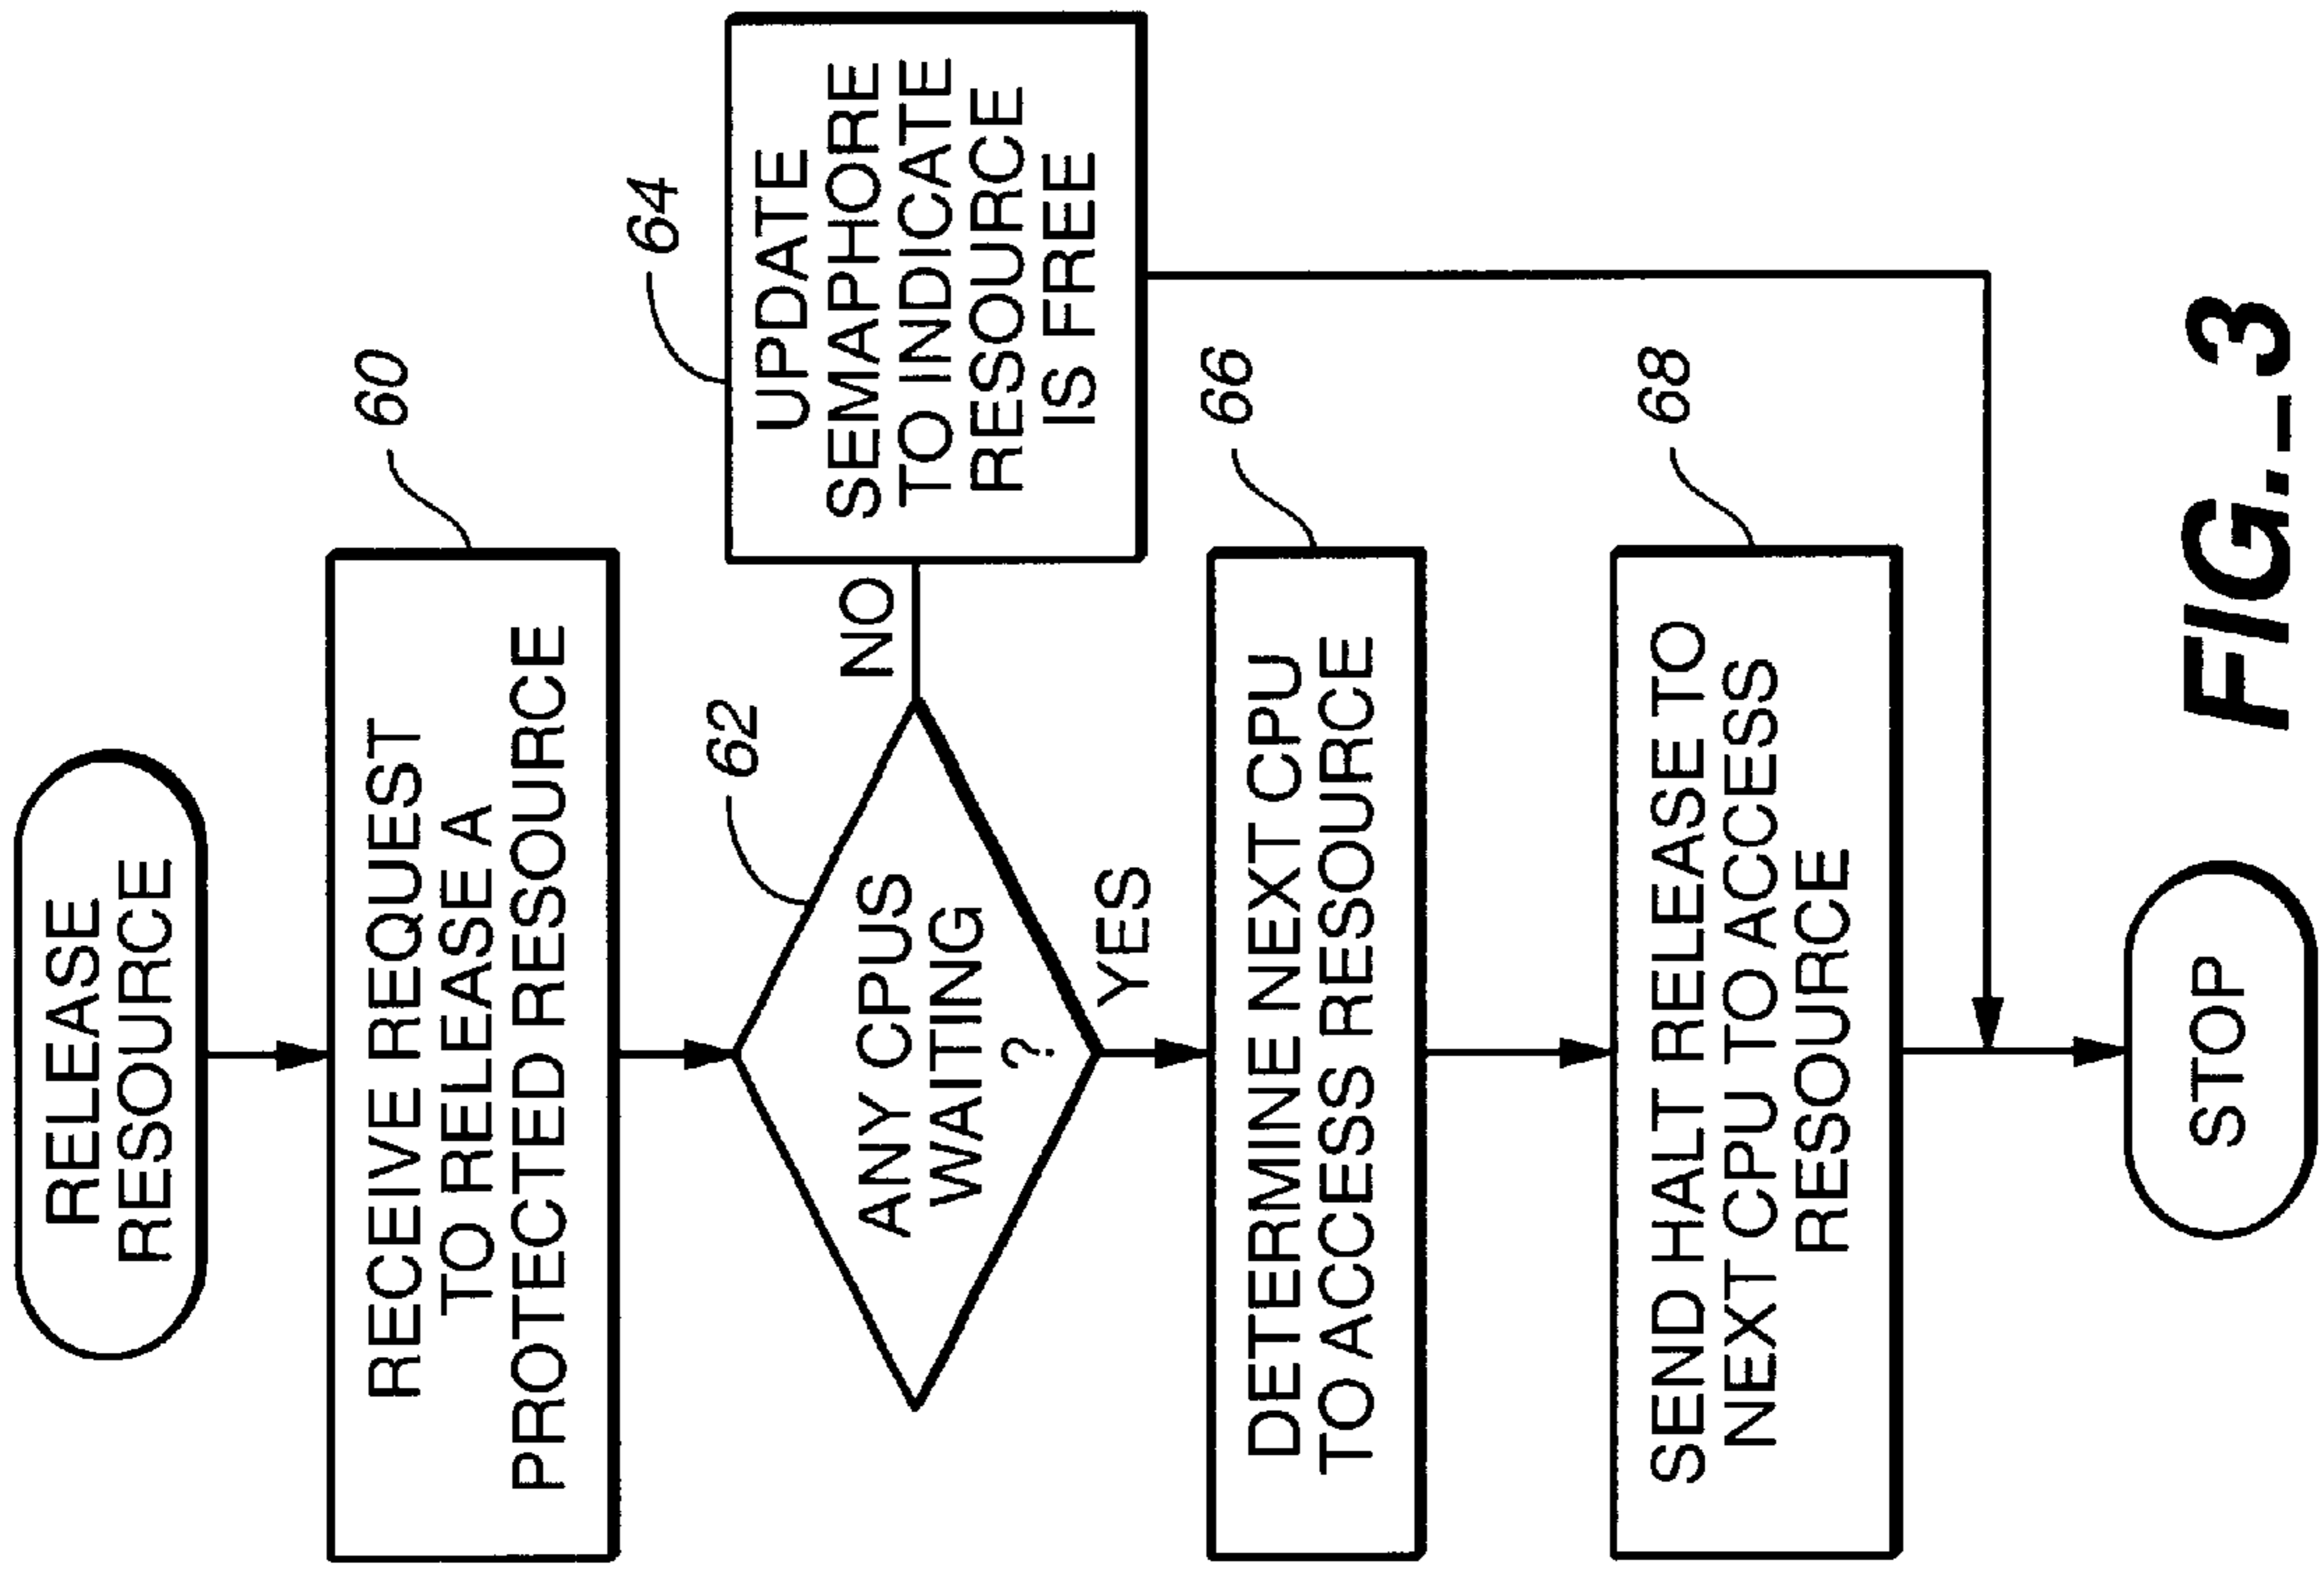 RELEASE
RESOURCE
60
RECEIVE REQUEST
TO RELEASE A
PROTECTED RESOURCE
62
ANY CPUS
WAITING
?
NO
64
UPDATE
SEMAPHORE
TO INDICATE
RESOURCE
IS FREE
YES
66
DETERMINE NEXT CPU
TO ACCESS RESOURCE
68
SEND HALT RELEASE TO
NEXT CPU TO ACCESS
RESOURCE
STOP
FIG._3